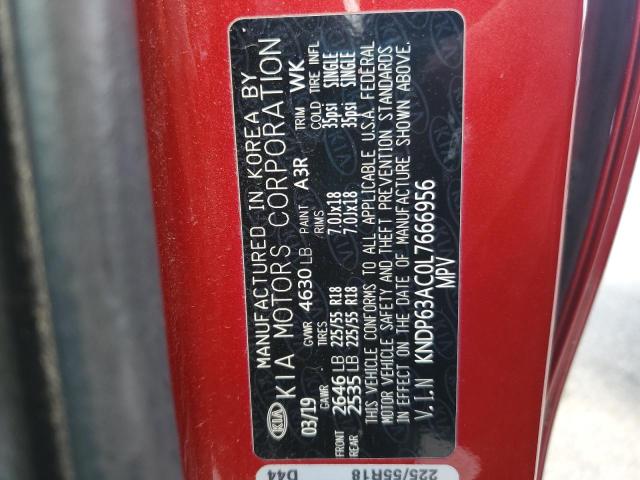 MANUFACTURED IN KOREA BY
KIA KIA MOTORS CORPORATION
03/19 GVWR 4630 LB PAINT A3R TRIM WK
GAWR TIRES RIMS COLD TIRE INFL
FRONT 2646 LB 225/55 R18 7.0Jx18 35psi SINGLE
REAR 2535 LB 225/55 R18 7.0Jx18 35psi SINGLE
THIS VEHICLE CONFORMS TO ALL APPLICABLE U.S.A. FEDERAL
MOTOR VEHICLE SAFETY AND THEFT PREVENTION STANDARDS
IN EFFECT ON THE DATE OF MANUFACTURE SHOWN ABOVE.
V.I.N KNDP63AC0L7666956
MPV
D44
225/55R18